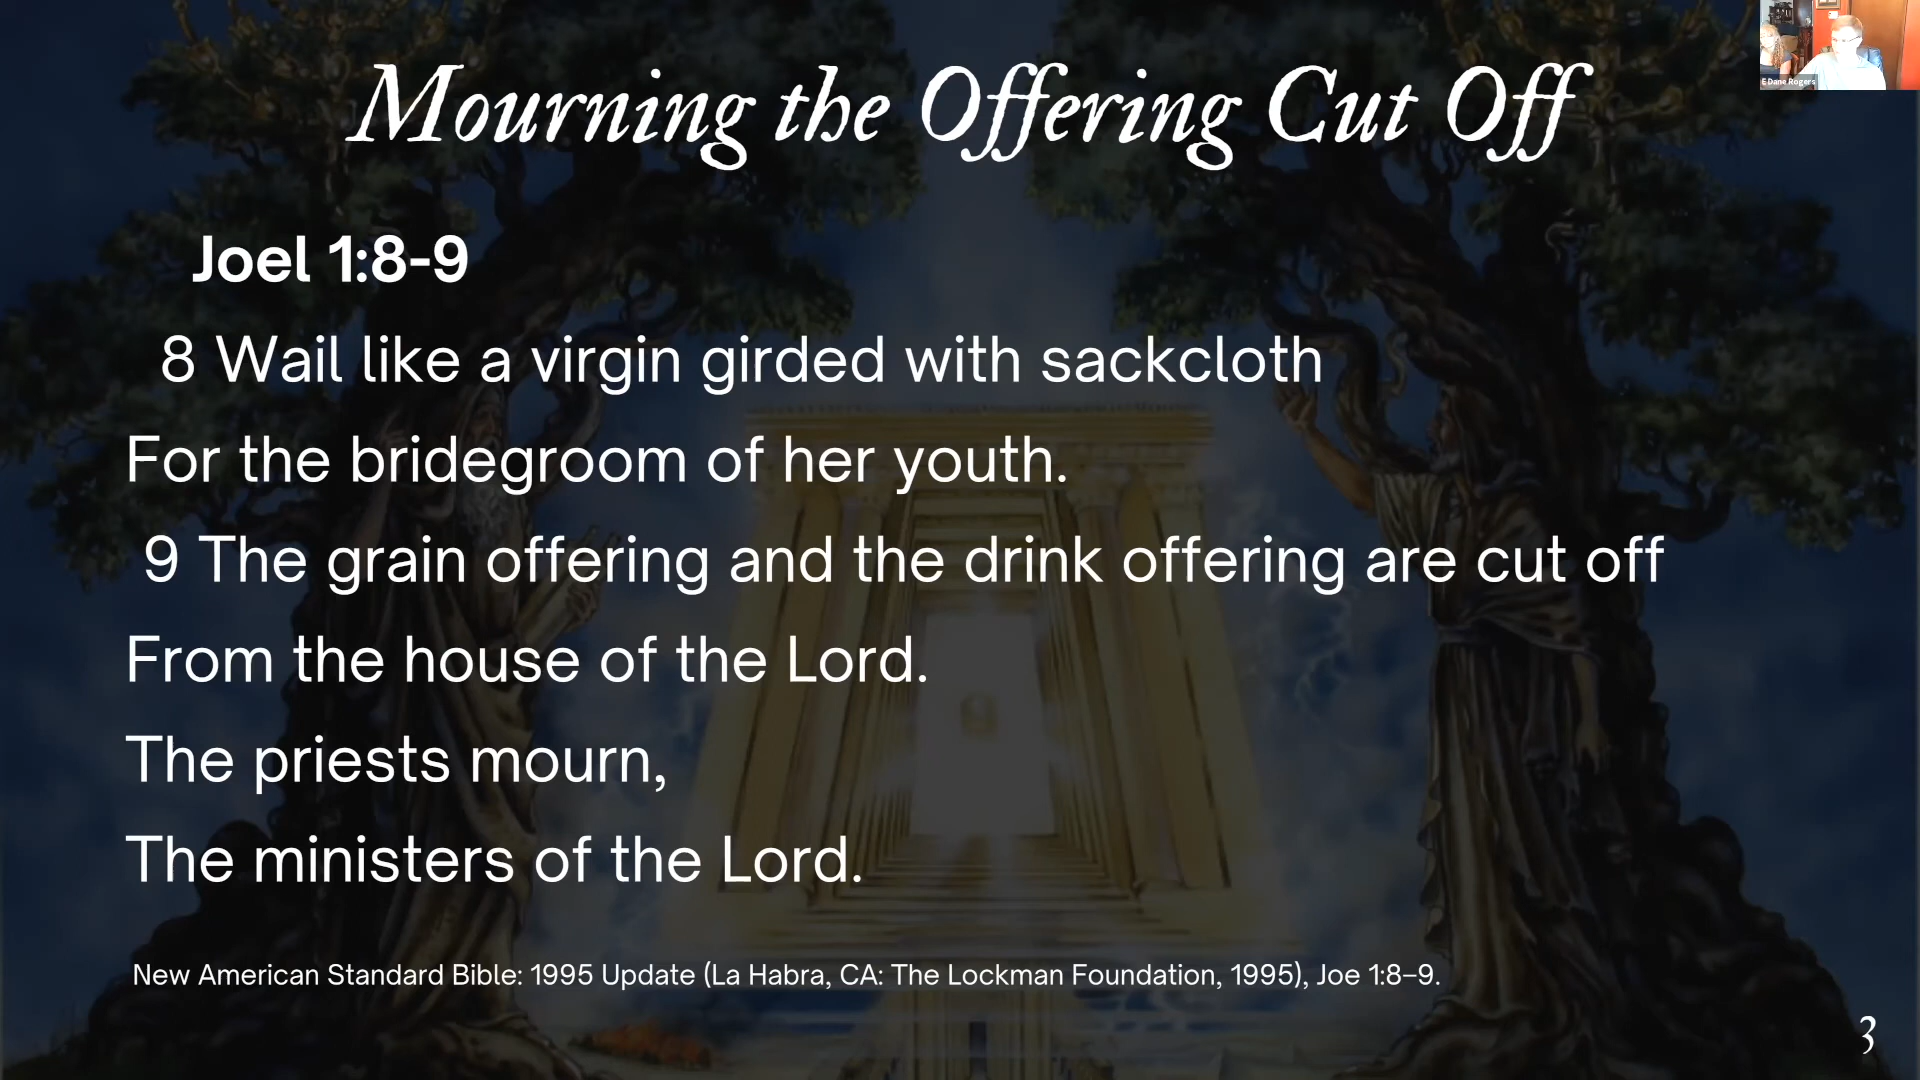 Mourning the Offering Cut Off
E Dane Rogers
Joel 1:8-9
8 Wail like a virgin girded with sackcloth
For the bridegroom of her youth.
9 The grain offering and the drink offering are cut off
From the house of the Lord.
The priests mourn,
The ministers of the Lord.
New American Standard Bible: 1995 Update (La Habra, CA: The Lockman Foundation, 1995), Joe 1:8–9.
3